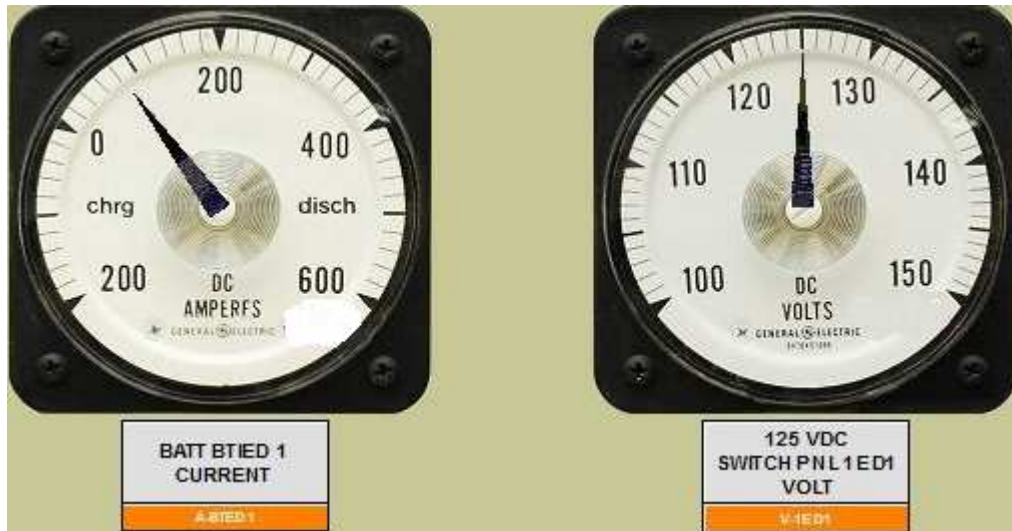 200
0
400
chrg
disch
200
600
DC
AMPERFS
GENERAL ELECTRIC
120
130
110
140
100
150
DC
VOLTS
GENERAL ELECTRIC
BATT BTIED 1
CURRENT
A-BTED1
125 VDC
SWITCH PNL 1ED1
VOLT
V-1ED1